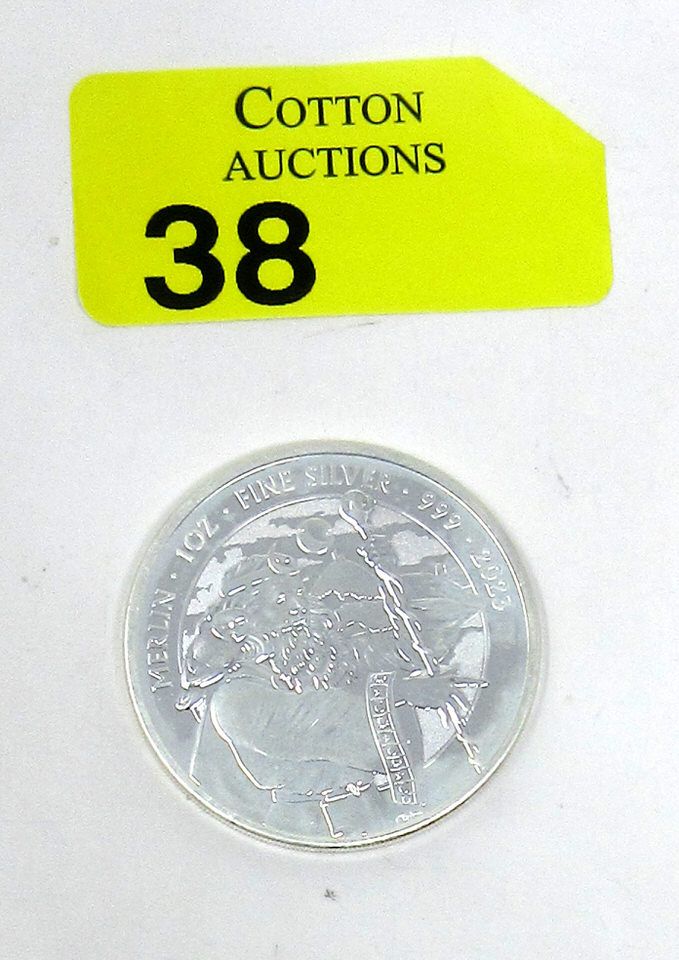 COTTON
AUCTIONS
38
MERLIN · 1OZ · FINE SILVER · 999 · 2023